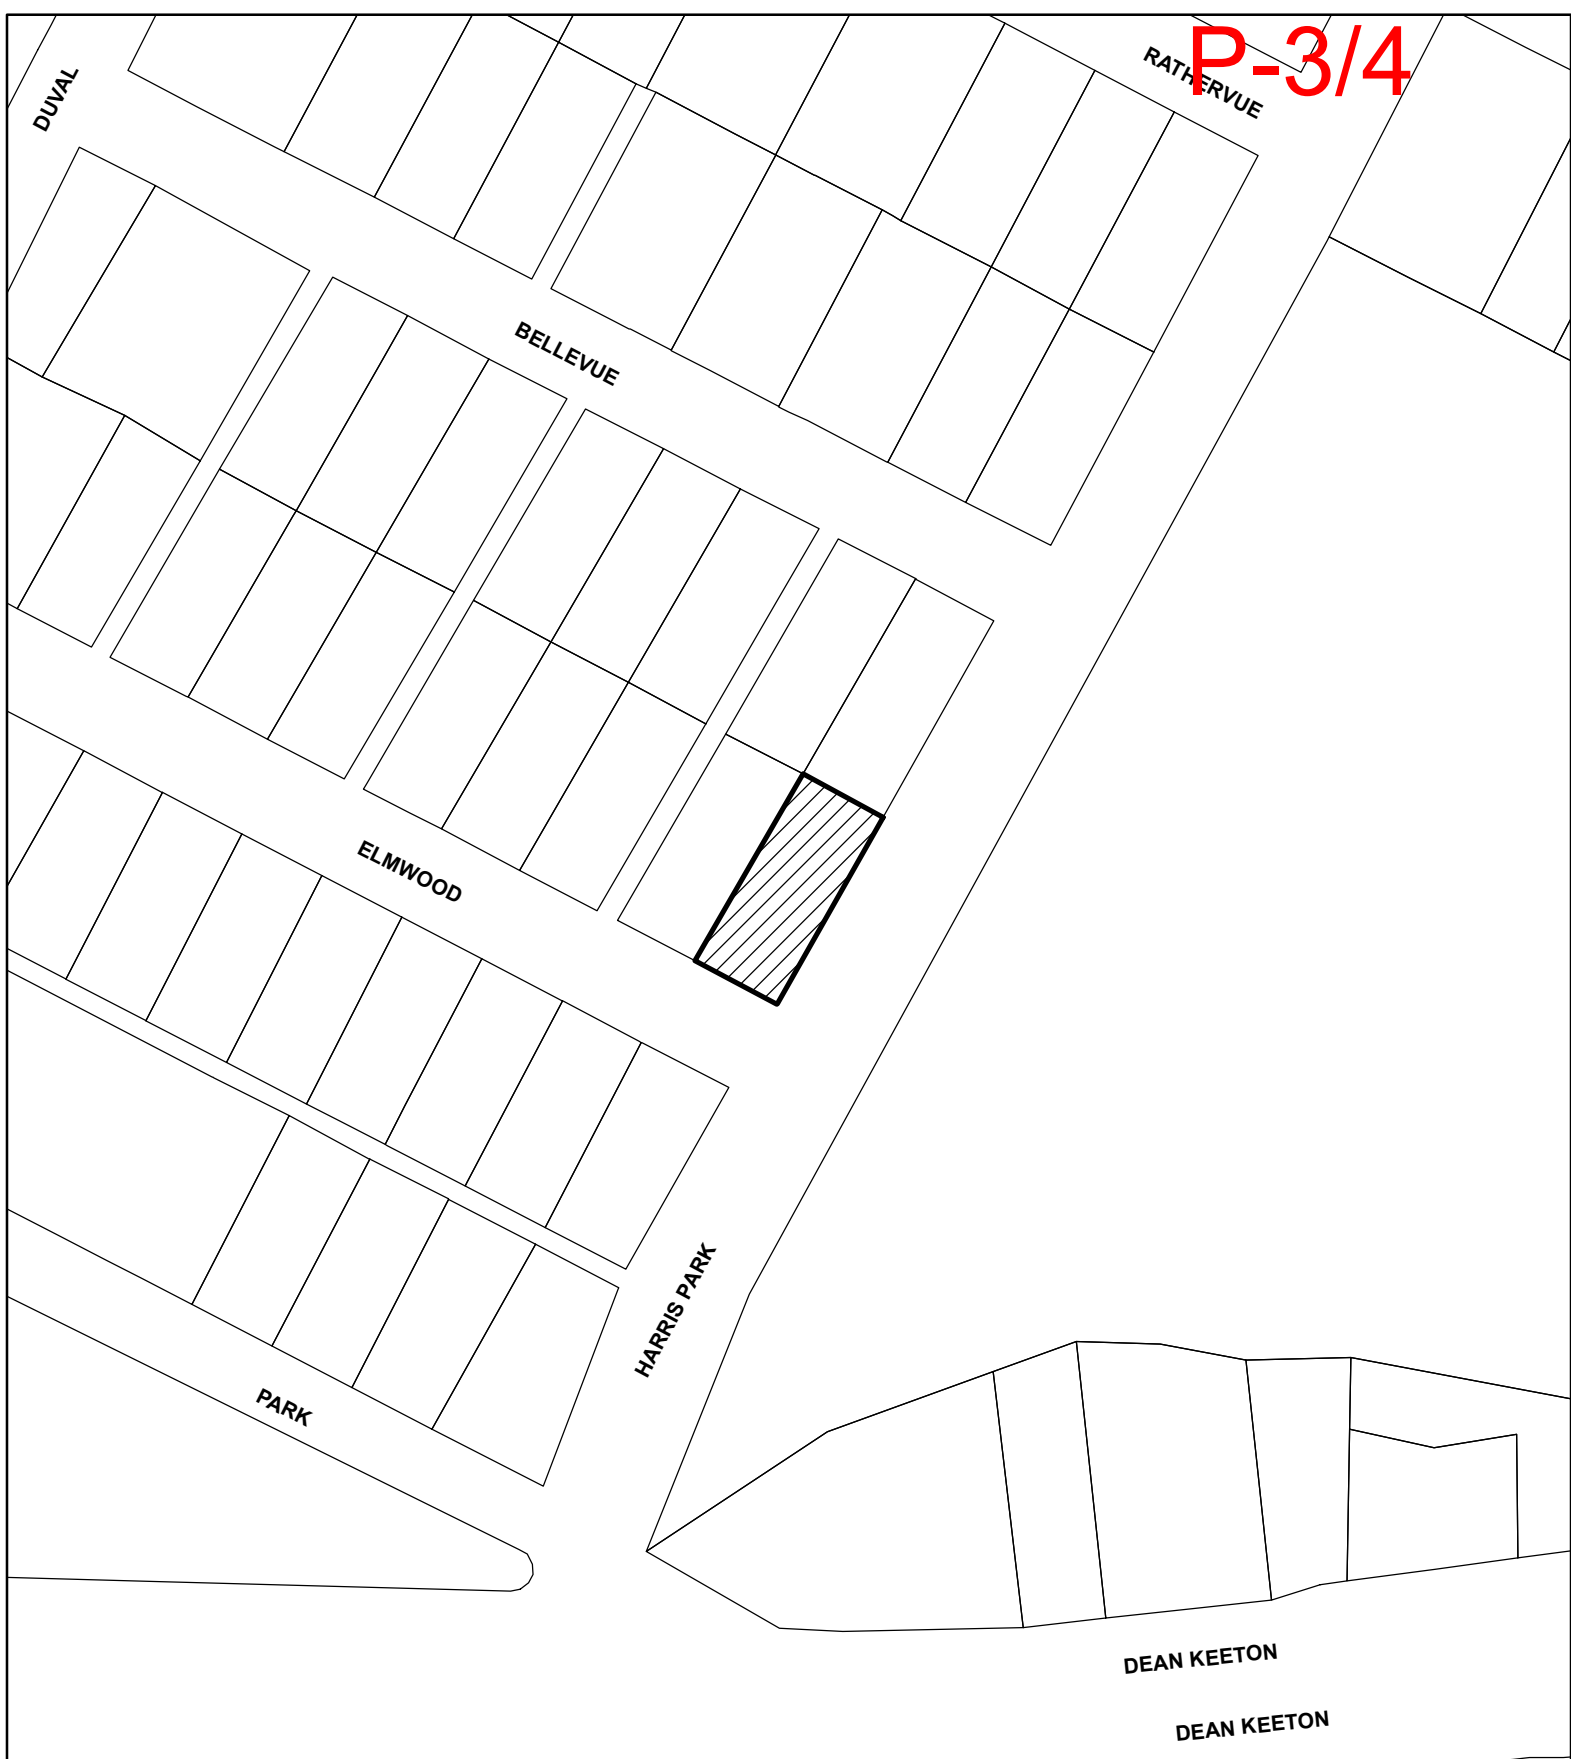 P-3/4
RATHERVUE
DUVAL
BELLEVUE
ELMWOOD
HARRIS PARK
PARK
DEAN KEETON
DEAN KEETON